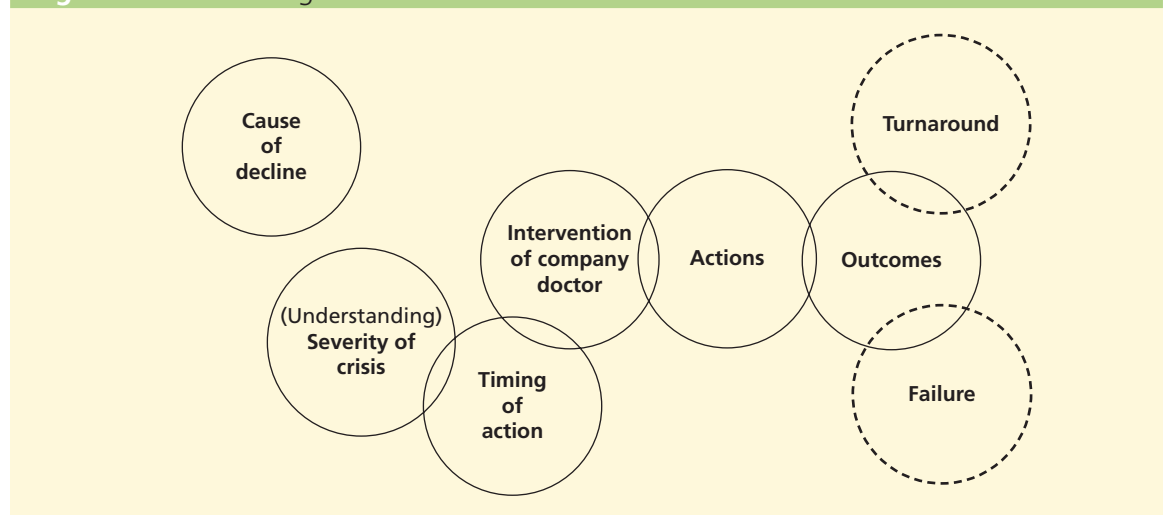 Cause
of
decline
(Understanding)
Severity of
crisis
Timing
of
action
Intervention
of company
doctor
Actions
Outcomes
Turnaround
Failure